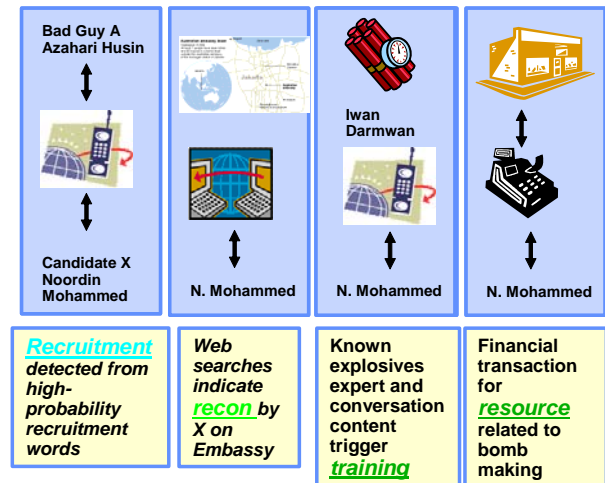 Bad Guy A
Azahari Husin
Candidate X
Noordin
Mohammed
Jakarta
N. Mohammed
Iwan
Darmwan
N. Mohammed
N. Mohammed
Recruitment
detected from
high-
probability
recruitment
words
Web
searches
indicate
recon by
X on
Embassy
Known
explosives
expert and
conversation
content
trigger
training
Financial
transaction
for
resource
related to
bomb
making